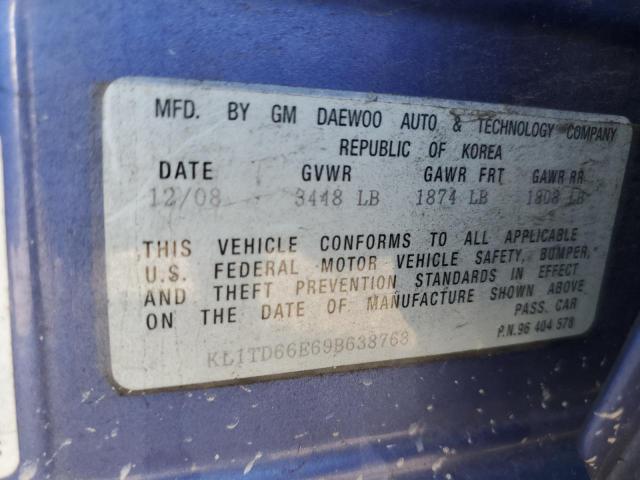 MFD. BY GM DAEWOO AUTO & TECHNOLOGY COMPANY
REPUBLIC OF KOREA
DATE GVWR GAWR FRT GAWR RR
12/08 3448 LB 1874 LB 1808 LB
THIS VEHICLE CONFORMS TO ALL APPLICABLE
U.S. FEDERAL MOTOR VEHICLE SAFETY, BUMPER,
AND THEFT PREVENTION STANDARDS IN EFFECT
ON THE DATE OF MANUFACTURE SHOWN ABOVE
PASS. CAR
KL1TD66E69B638763
P.N.96 404 578